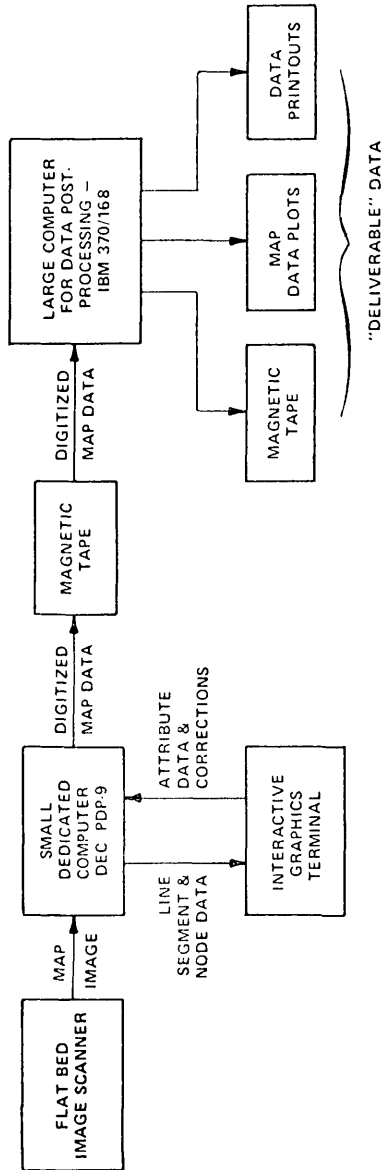 FLAT BED
IMAGE SCANNER
MAP
IMAGE
SMALL
DEDICATED
COMPUTER
DEC PDP-9
LINE
SEGMENT &
NODE DATA
ATTRIBUTE
DATA & CORRECTIONS
INTERACTIVE
GRAPHICS
TERMINAL
DIGITIZED
MAP DATA
MAGNETIC
TAPE
DIGITIZED
MAP DATA
LARGE COMPUTER
FOR DATA POST-
PROCESSING –
IBM 370/168
MAGNETIC
TAPE
MAP
DATA PLOTS
DATA
PRINTOUTS
"DELIVERABLE" DATA